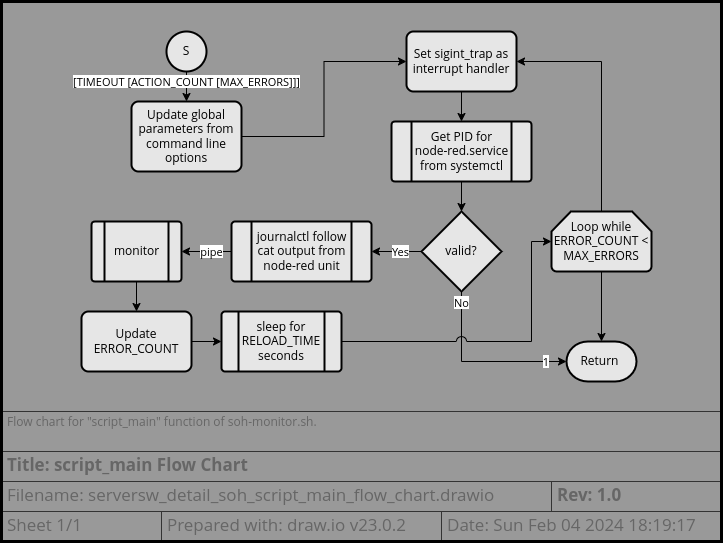 S
[TIMEOUT [ACTION_COUNT [MAX_ERRORS]]]
Update global
parameters from
command line
options
Set sigint_trap as
interrupt handler
Get PID for
node-red.service
from systemctl
valid?
Yes
journalctl follow
cat output from
node-red unit
pipe
monitor
Update
ERROR_COUNT
sleep for
RELOAD_TIME
seconds
Loop while
ERROR_COUNT <
MAX_ERRORS
No
1
Return
Flow chart for "script_main" function of soh-monitor.sh.
Title: script_main Flow Chart
Filename: serversw_detail_soh_script_main_flow_chart.drawio
Rev: 1.0
Sheet 1/1
Prepared with: draw.io v23.0.2
Date: Sun Feb 04 2024 18:19:17